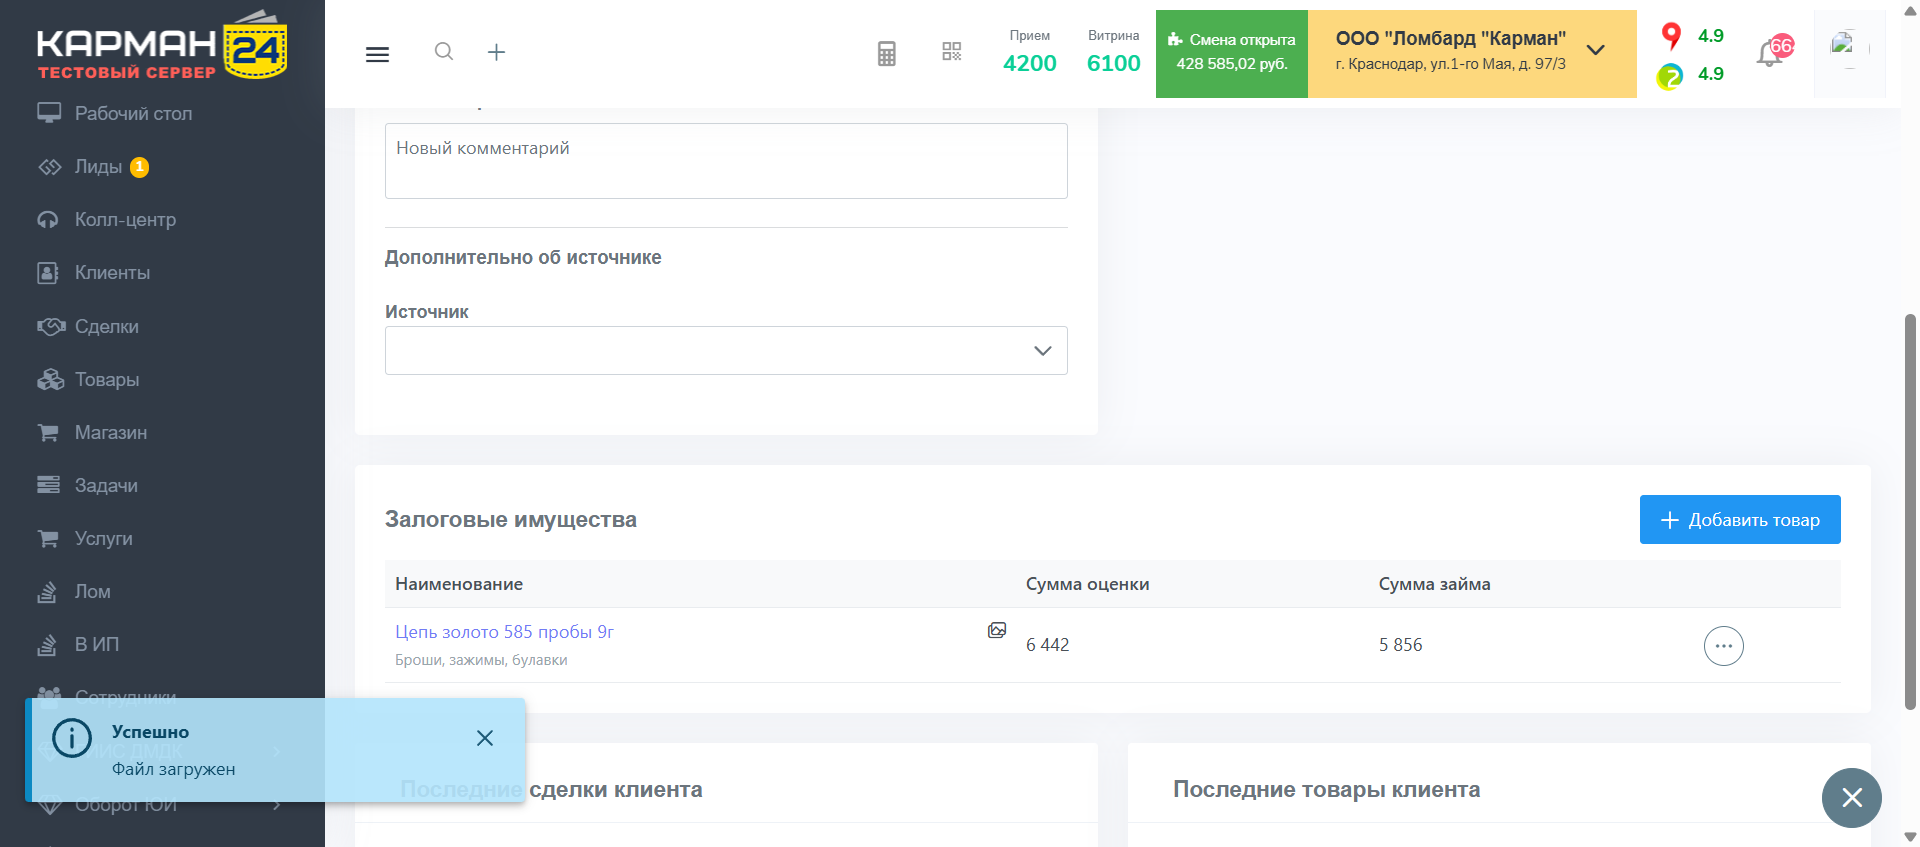 КАРМАН 24
ТЕСТОВЫЙ СЕРВЕР
Рабочий стол
Лиды 1
Колл-центр
Клиенты
Сделки
Товары
Магазин
Задачи
Услуги
Лом
В ИП
Сотрудники
Оборот ЮИ
Успешно
Файл загружен
Прием
4200
Витрина
6100
Смена открыта
428 585,02 руб.
ООО "Ломбард "Карман"
г. Краснодар, ул.1-го Мая, д. 97/3
4.9
4.9
Новый комментарий
Дополнительно об источнике
Источник
Залоговые имущества
Добавить товар
Наименование Сумма оценки Сумма займа
Цепь золото 585 пробы 9г
Броши, зажимы, булавки
6 442 5 856
Последние сделки клиента
Последние товары клиента